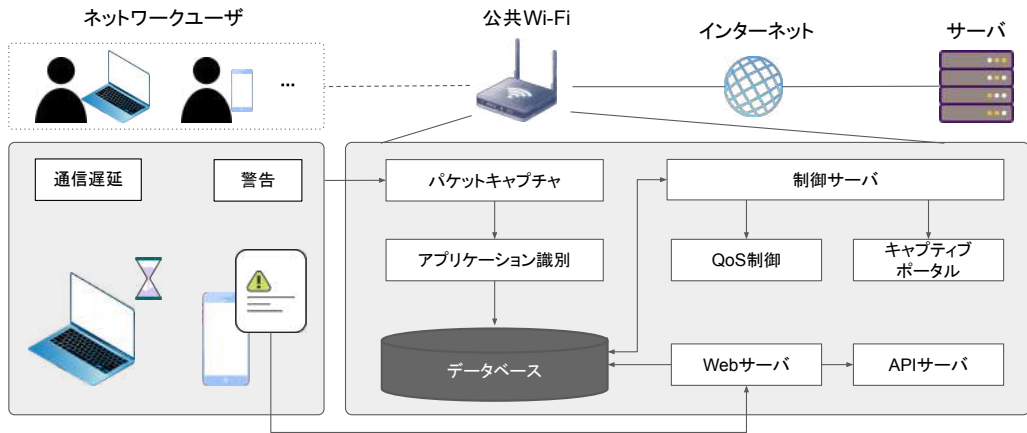 ネットワークユーザ
公共Wi-Fi
インターネット
サーバ
...
通信遅延
警告
パケットキャプチャ
制御サーバ
アプリケーション識別
QoS制御
キャプティブ
ポータル
データベース
Webサーバ
APIサーバ